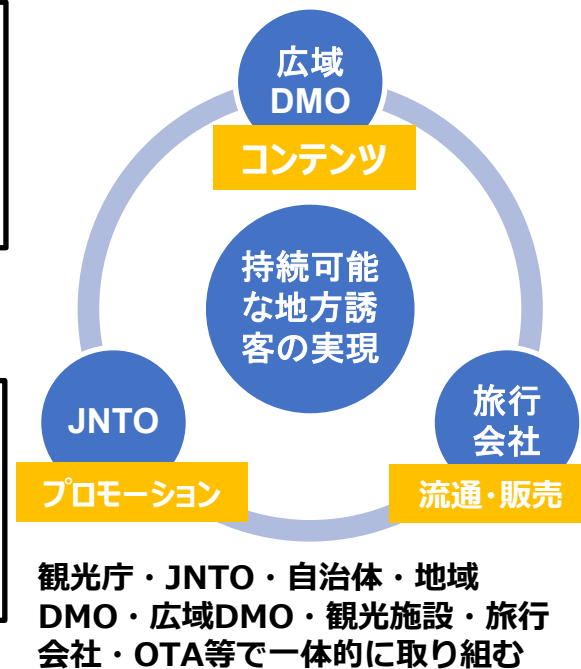 広域
DMO
コンテンツ
持続可能
な地方誘
客の実現
JNTO
プロモーション
旅行
会社
流通・販売
観光庁・JNTO・自治体・地域
DMO・広域DMO・観光施設・旅行
会社・OTA等で一体的に取り組む